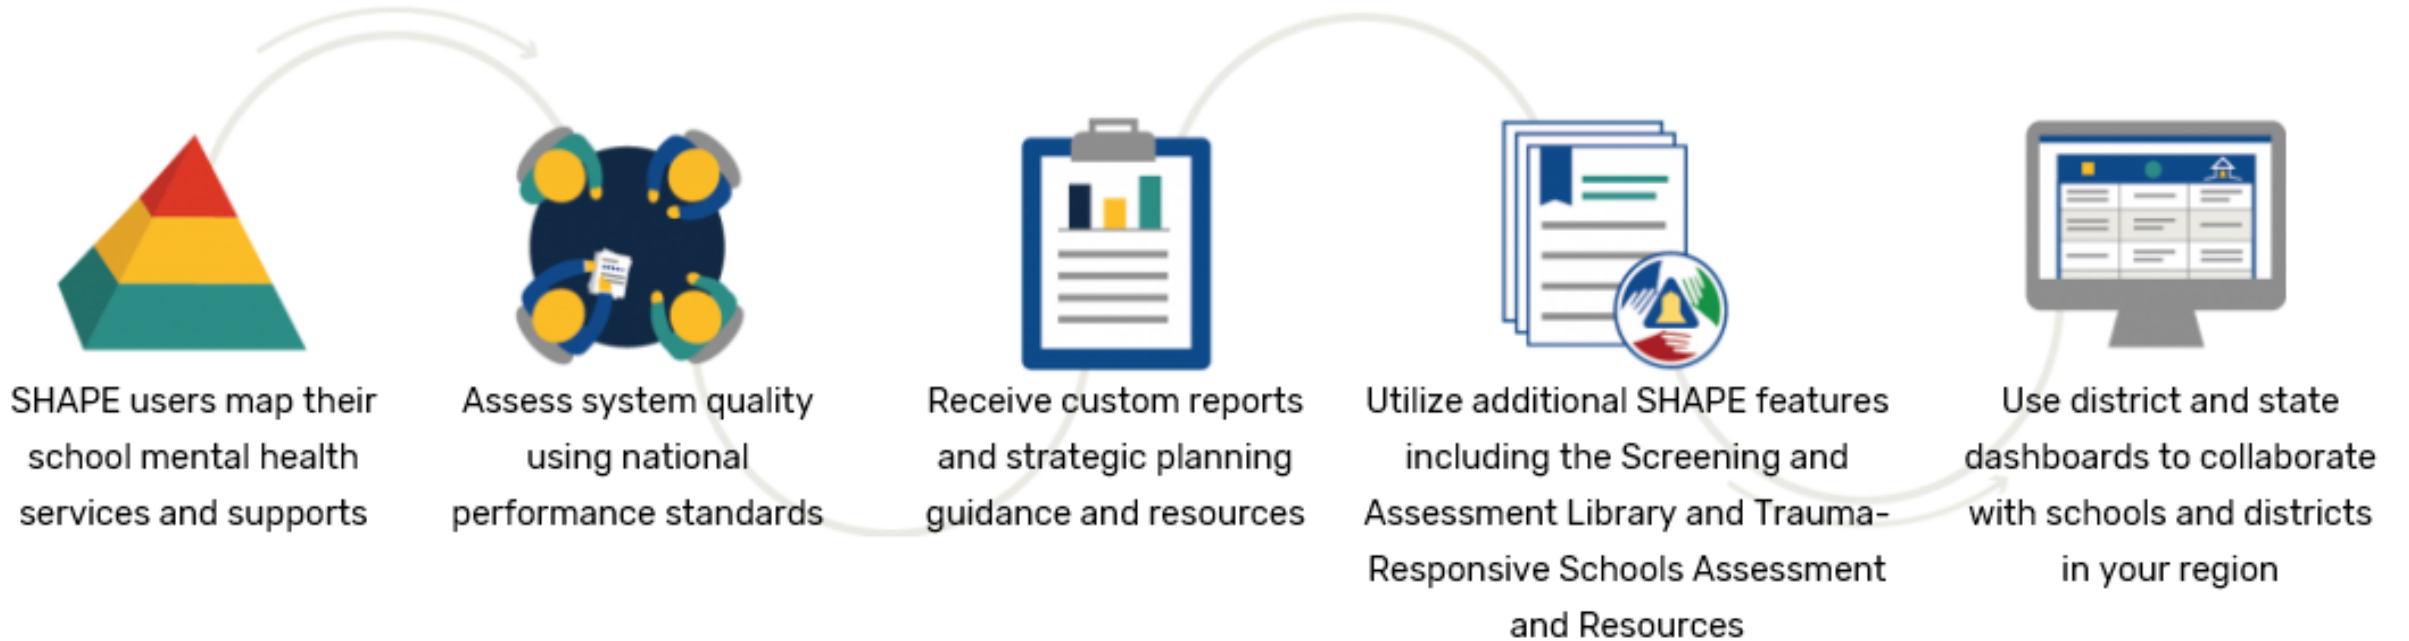 SHAPE users map their
school mental health
services and supports
Assess system quality
using national
performance standards
Receive custom reports
and strategic planning
guidance and resources
Utilize additional SHAPE features
including the Screening and
Assessment Library and Trauma-
Responsive Schools Assessment
and Resources
Use district and state
dashboards to collaborate
with schools and districts
in your region